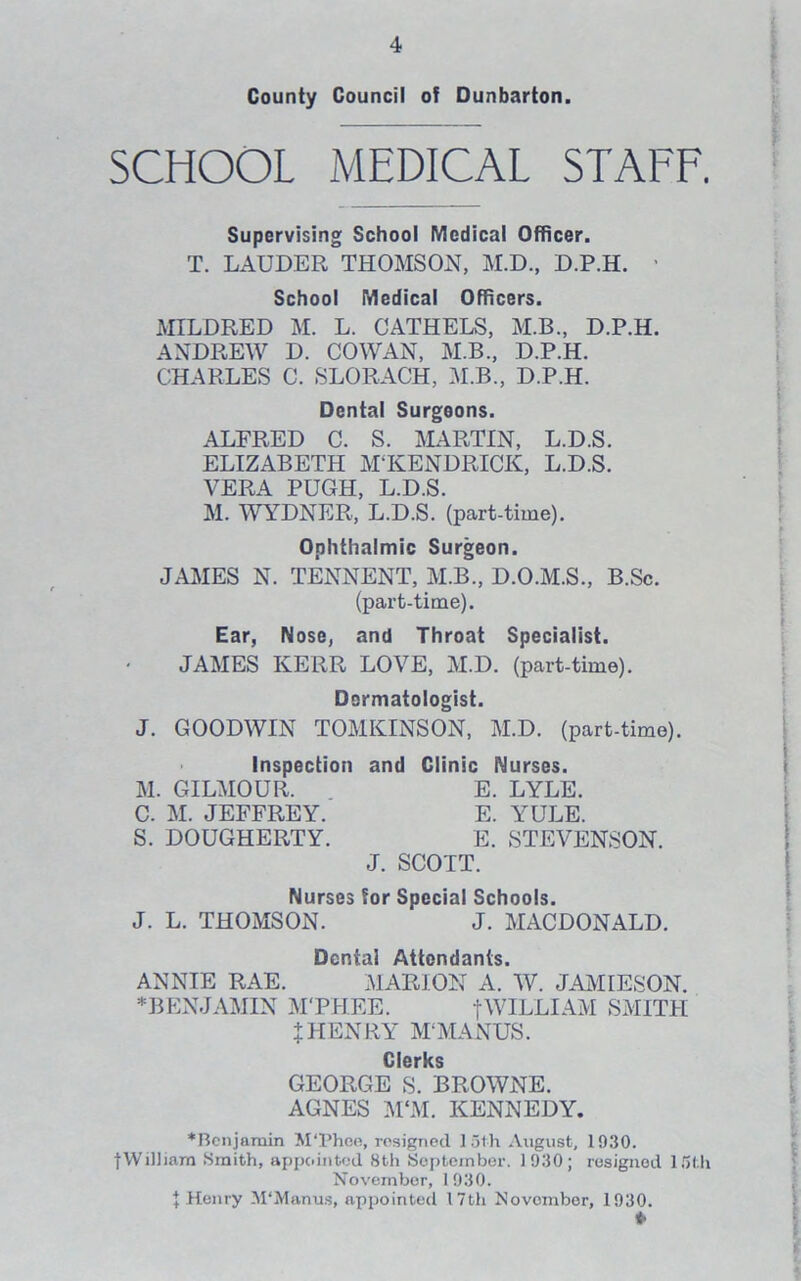 4
County Council of Dunbarton.
SCHOOL MEDICAL STAFF.
Supervising School Medical Officer.
T. LAUDER THOMSON, M.D., D.P.H.
School Medical Officers.
MILDRED M. L. CATHELS, M.B., D.P.H.
ANDREW D. COWAN, M.B., D.P.H.
CHARLES C. SLORACH, M.B., D.P.H.
Dental Surgeons.
ALFRED C. S. MARTIN, L.D.S.
ELIZABETH M‘KENDRICK, L.D.S.
VERA PUGH, L.D.S.
M. WYDNER, L.D.S. (part-time).
Ophthalmic Surgeon.
JAMES N. TENNENT, M.B., D.O.M.S., B.Sc.
(part-time).
Ear, Nose, and Throat Specialist.
JAMES KERR LOVE, M.D. (part-time).
Dermatologist.
J. GOODWIN TOMKINSON, M.D. (part-time).
Inspection and Clinic Nurses.
M. GILMOUR. E. LYLE.
C. M. JEFFREY. E. YULE.
S. DOUGHERTY. E. STEVENSON.
J. SCOTT.
Nurses for Special Schools.
J. L. THOMSON. J. MACDONALD.
Dental Attendants.
ANNIE RAE. MARION A. W. JAMIESON.
*BENJAMIN M‘PHEE. †WILLIAM SMITH
‡HENRY M‘MANUS.
Clerks
GEORGE S. BROWNE.
AGNES M‘M. KENNEDY.
*Benjamin M‘Phee, resigned 15th August, 1930.
†William Smith, appointed 8th September. 1930; resigned 15th
November, 1930.
‡ Henry M‘Manus, appointed 17th November, 1930.